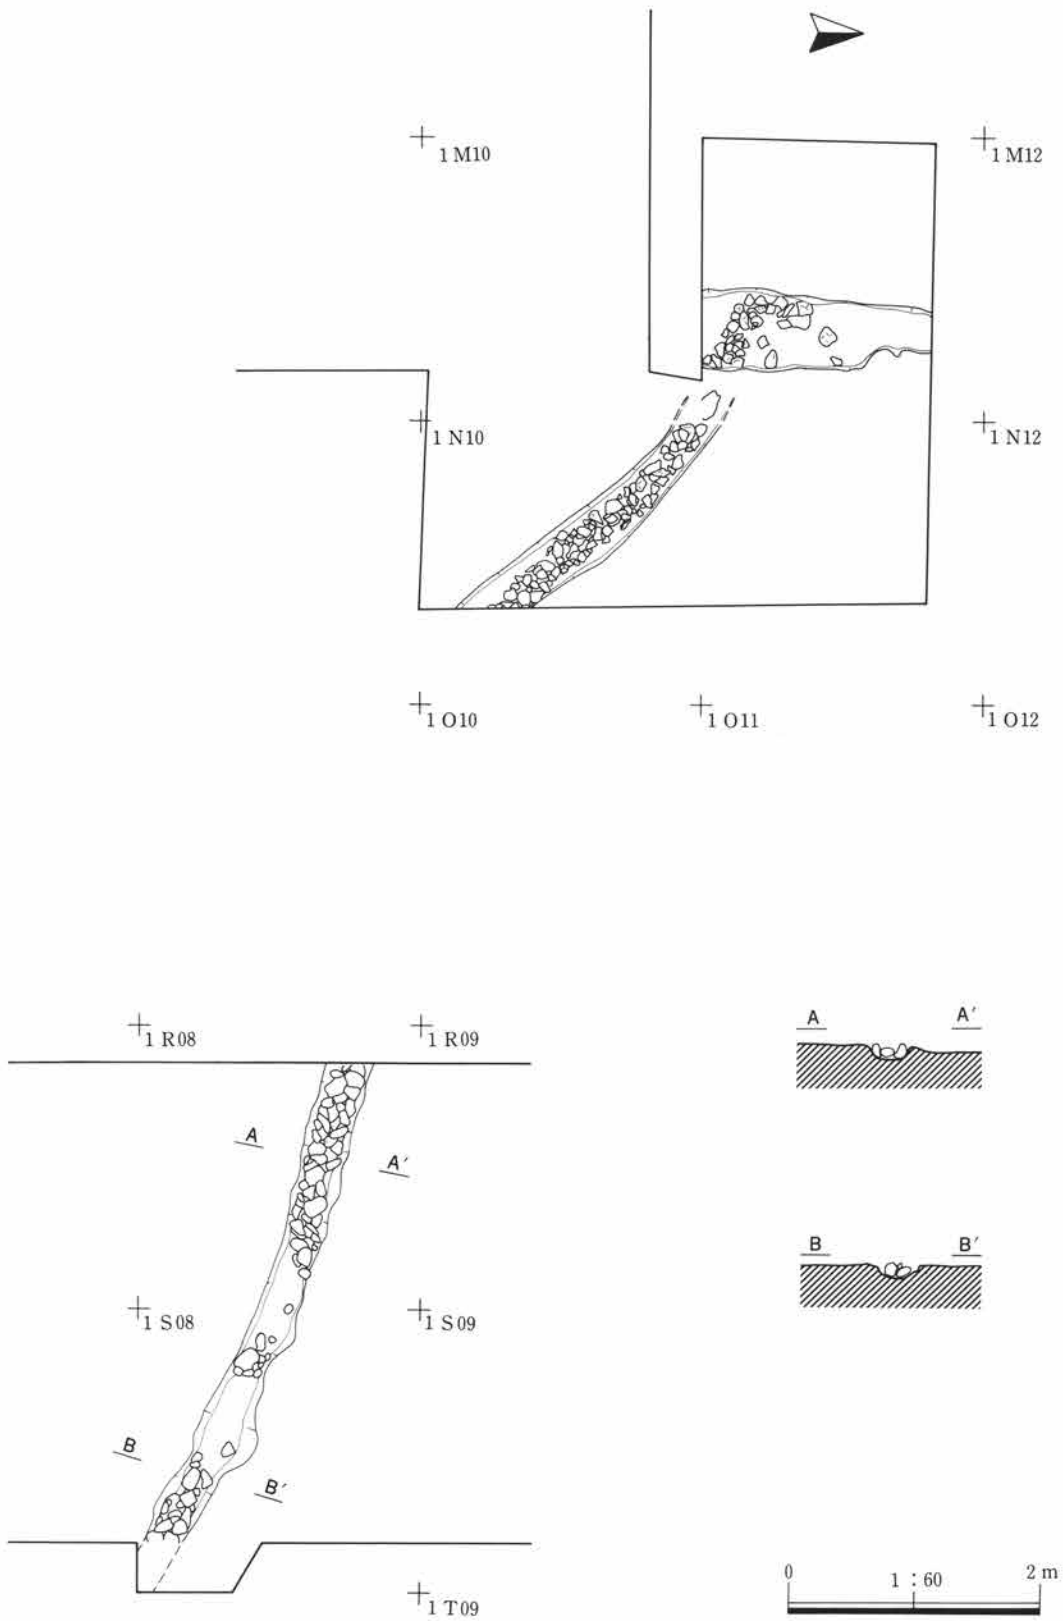 1 M10
1 M12
1 N10
1 N12
1 O10
1 O11
1 O12
1 R08
1 R09
A
A′
A
A′
B
B′
1 S08
1 S09
B
B′
0
1 : 60
2 m
1 T09